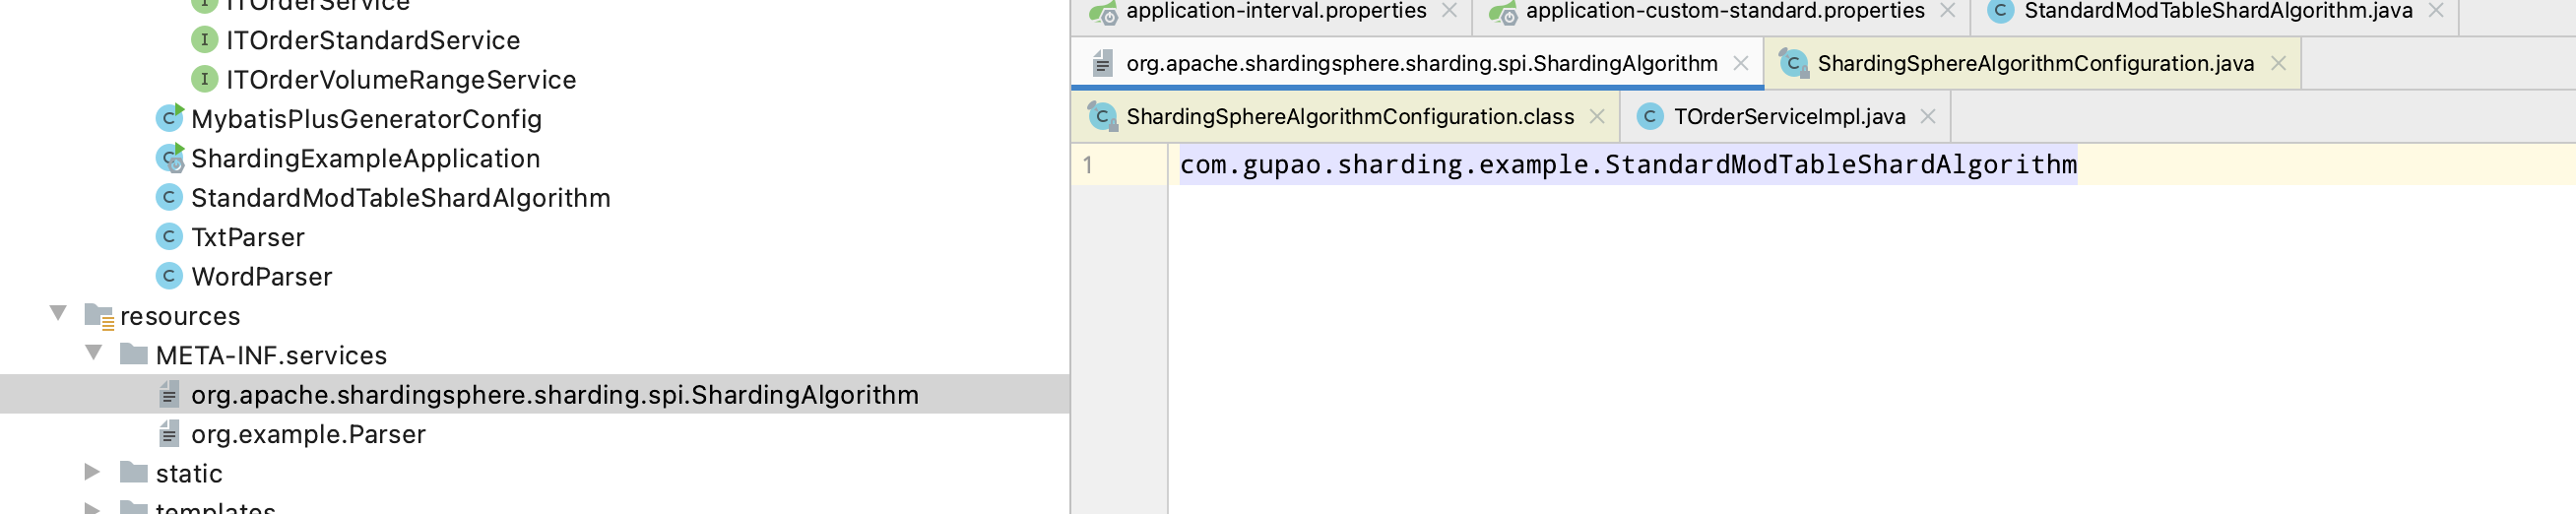 ITOrderService
ITOrderStandardService
ITOrderVolumeRangeService
MybatisPlusGeneratorConfig
ShardingExampleApplication
StandardModTableShardAlgorithm
TxtParser
WordParser
resources
META-INF.services
org.apache.shardingsphere.sharding.spi.ShardingAlgorithm
org.example.Parser
static
templates
application-interval.properties application-custom-standard.properties StandardModTableShardAlgorithm.java
org.apache.shardingsphere.sharding.spi.ShardingAlgorithm ShardingSphereAlgorithmConfiguration.java
ShardingSphereAlgorithmConfiguration.class TOrderServiceImpl.java
1 com.gupao.sharding.example.StandardModTableShardAlgorithm